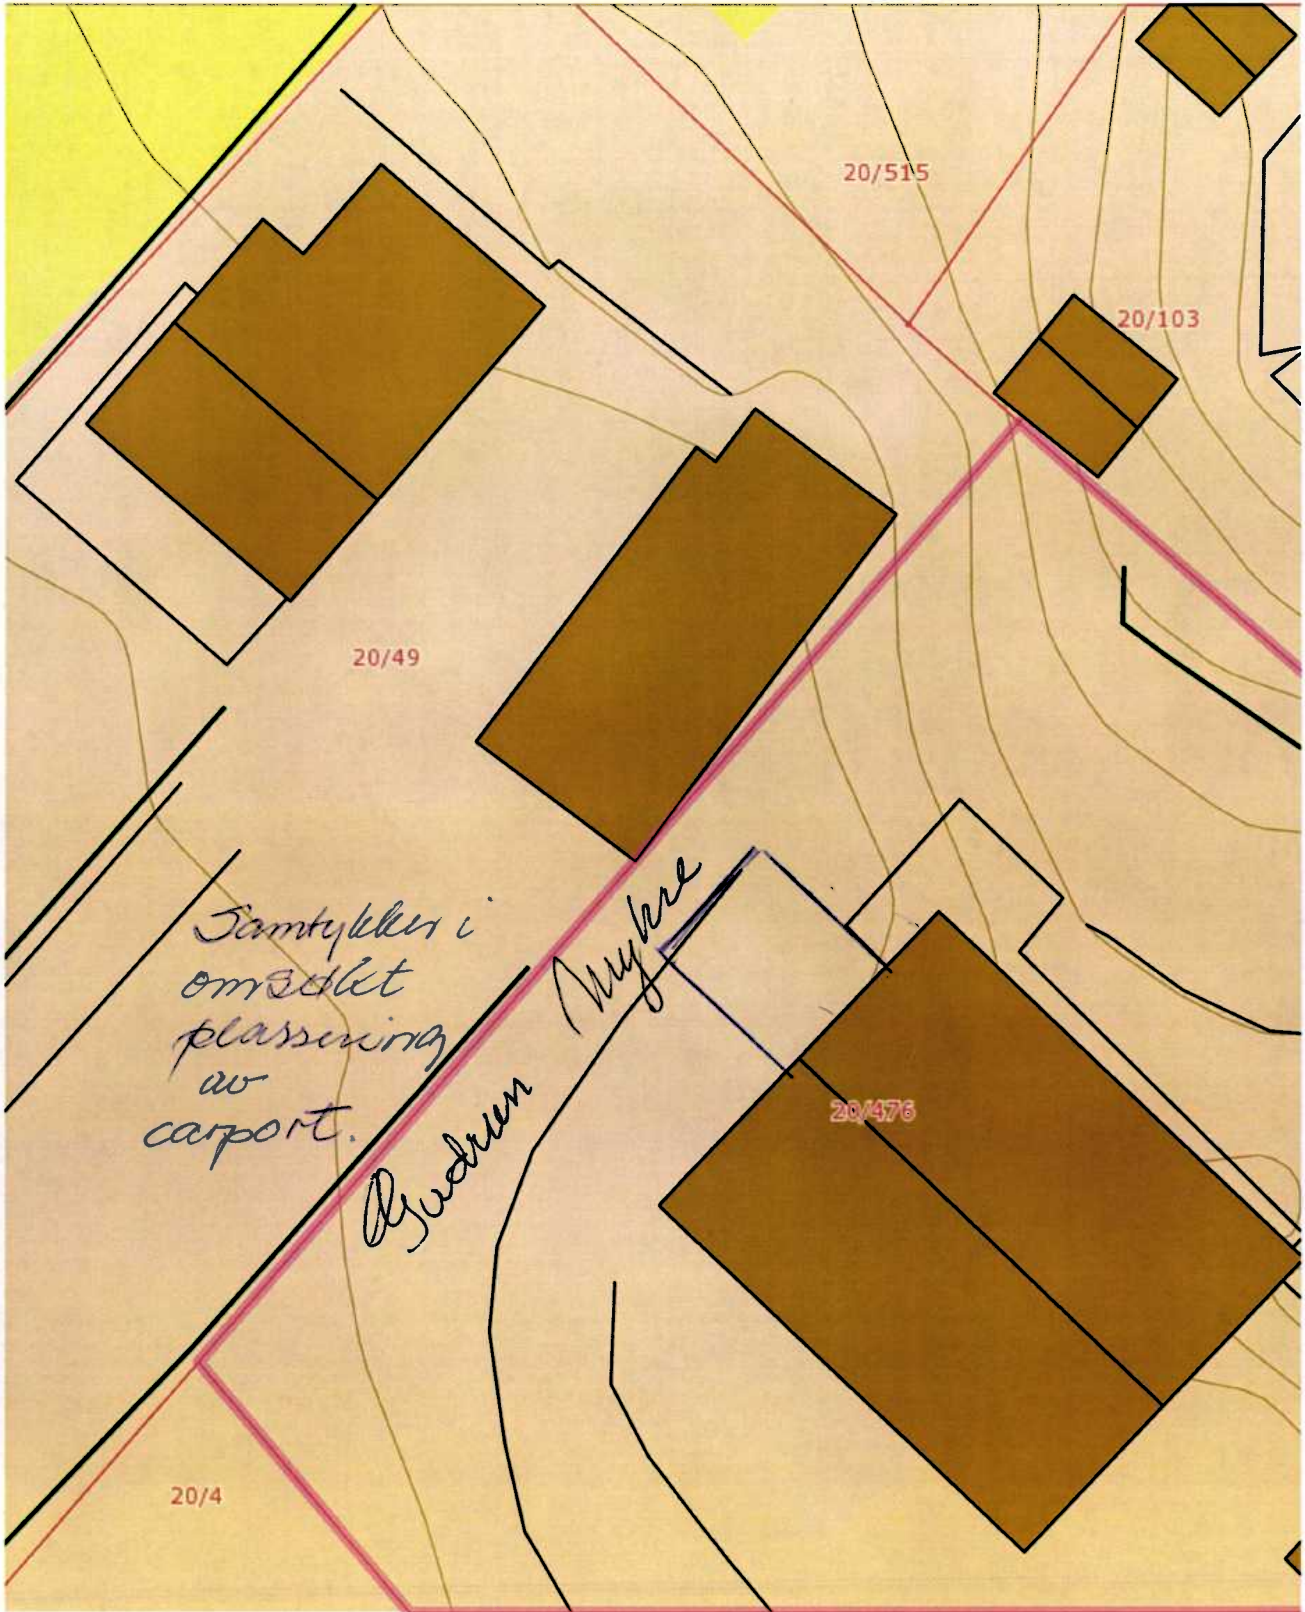 20/515
20/103
20/49
Samtykker i
omsøkt
plassering
av
carport.
Gudrun Myhre
20/476
20/4